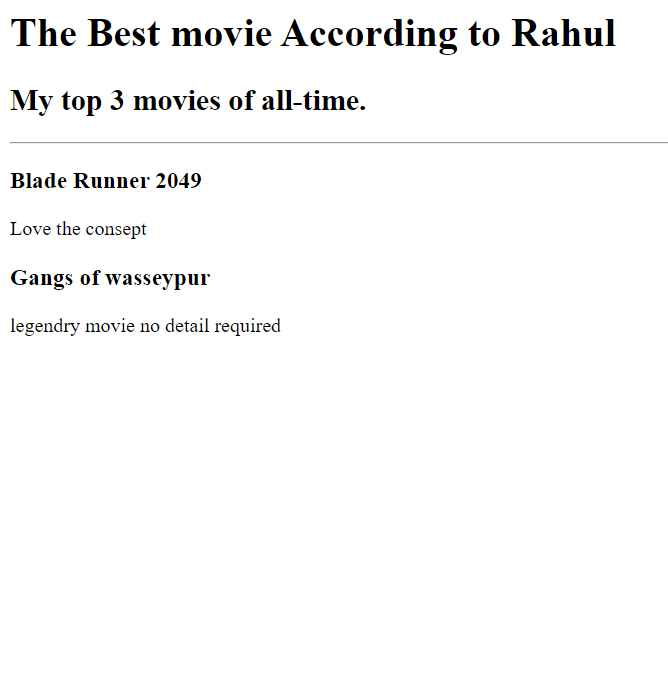 The Best movie According to Rahul
My top 3 movies of all-time.
Blade Runner 2049
Love the consept
Gangs of wasseypur
legendry movie no detail required